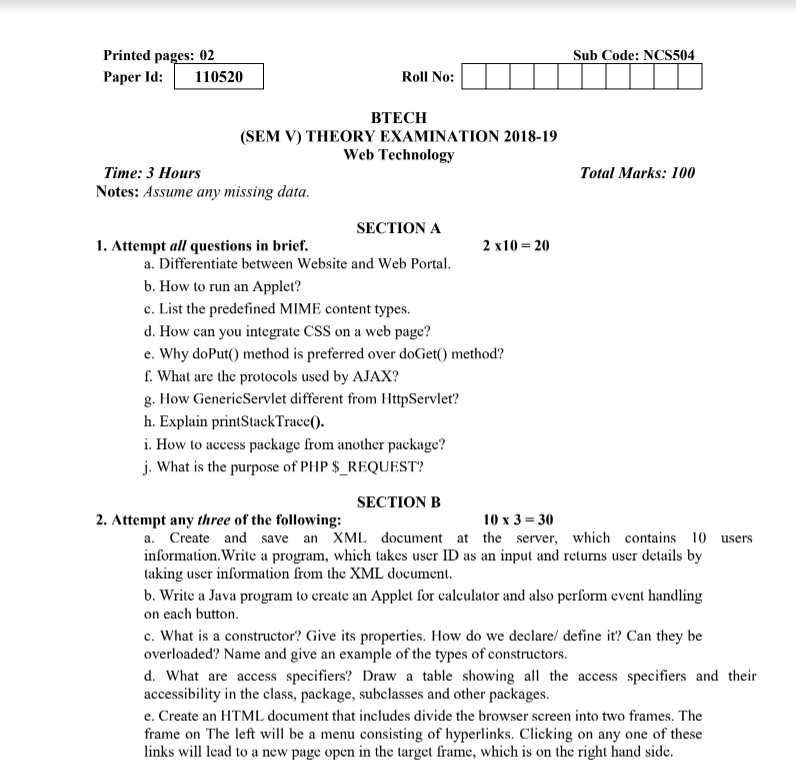 Printed pages: 02 Sub Code: NCS504
Paper Id: 110520 Roll No:
BTECH
(SEM V) THEORY EXAMINATION 2018-19
Web Technology
Time: 3 Hours Total Marks: 100
Notes: Assume any missing data.
SECTION A
1. Attempt all questions in brief. 2 x10 = 20
a. Differentiate between Website and Web Portal.
b. How to run an Applet?
c. List the predefined MIME content types.
d. How can you integrate CSS on a web page?
e. Why doPut() method is preferred over doGet() method?
f. What are the protocols used by AJAX?
g. How GenericServlet different from HttpServlet?
h. Explain printStackTrace().
i. How to access package from another package?
j. What is the purpose of PHP $_REQUEST?
SECTION B
2. Attempt any three of the following: 10 x 3 = 30
a. Create and save an XML document at the server, which contains 10 users
information.Write a program, which takes user ID as an input and returns user details by
taking user information from the XML document.
b. Write a Java program to create an Applet for calculator and also perform event handling
on each button.
c. What is a constructor? Give its properties. How do we declare/ define it? Can they be
overloaded? Name and give an example of the types of constructors.
d. What are access specifiers? Draw a table showing all the access specifiers and their
accessibility in the class, package, subclasses and other packages.
e. Create an HTML document that includes divide the browser screen into two frames. The
frame on The left will be a menu consisting of hyperlinks. Clicking on any one of these
links will lead to a new page open in the target frame, which is on the right hand side.